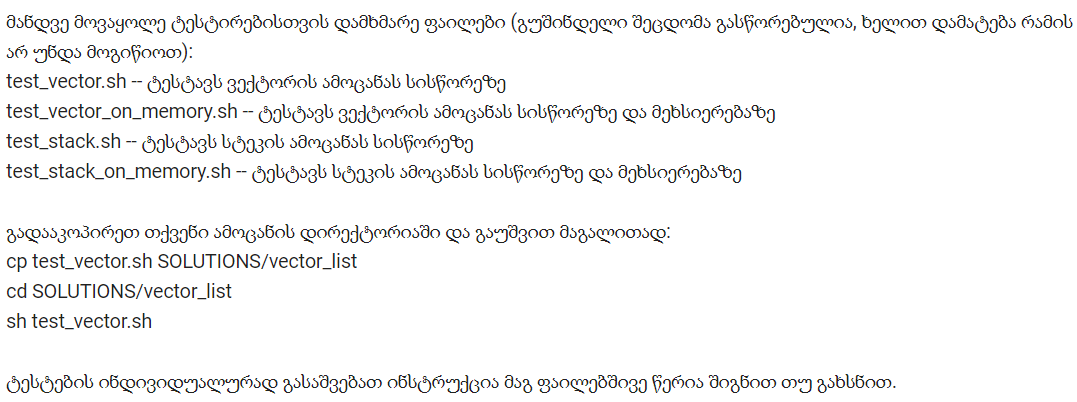 მანდვე მოვაყოლე ტესტირებისთვის დამხმარე ფაილები (გუშინდელი შეცდომა გასწორებულია, ხელით დამატება რამის
არ უნდა მოგიწიოთ):
test_vector.sh -- ტესტავს ვექტორის ამოცანას სისწორეზე
test_vector_on_memory.sh -- ტესტავს ვექტორის ამოცანას სისწორეზე და მეხსიერებაზე
test_stack.sh -- ტესტავს სტეკის ამოცანას სისწორეზე
test_stack_on_memory.sh -- ტესტავს სტეკის ამოცანას სისწორეზე და მეხსიერებაზე
გადააკოპირეთ თქვენი ამოცანის დირექტორიაში და გაუშვით მაგალითად:
cp test_vector.sh SOLUTIONS/vector_list
cd SOLUTIONS/vector_list
sh test_vector.sh
ტესტების ინდივიდუალურად გასაშვებათ ინსტრუქცია მაგ ფაილებშივე წერია შიგნით თუ გახსნით.